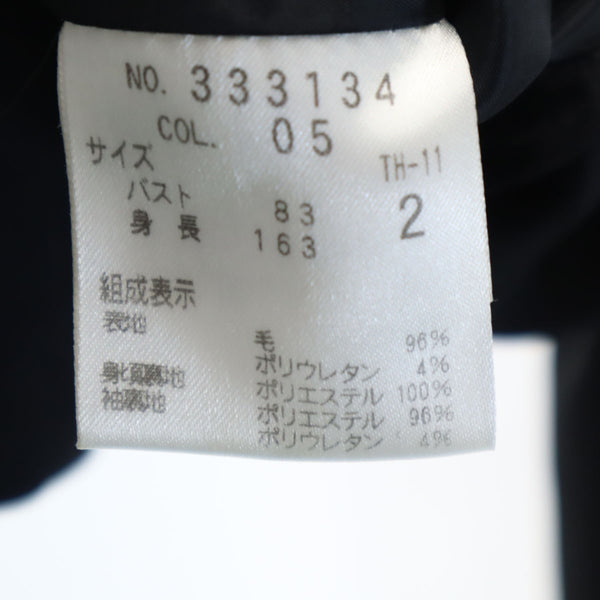 NO. 333134
COL. 05
サイズ TH-11
バスト 83 2
身長 163
組成表示
表地 毛 96%
ポリウレタン 4%
身頃裏地 ポリエステル 100%
袖裏地 ポリエステル 96%
ポリウレタン 4%